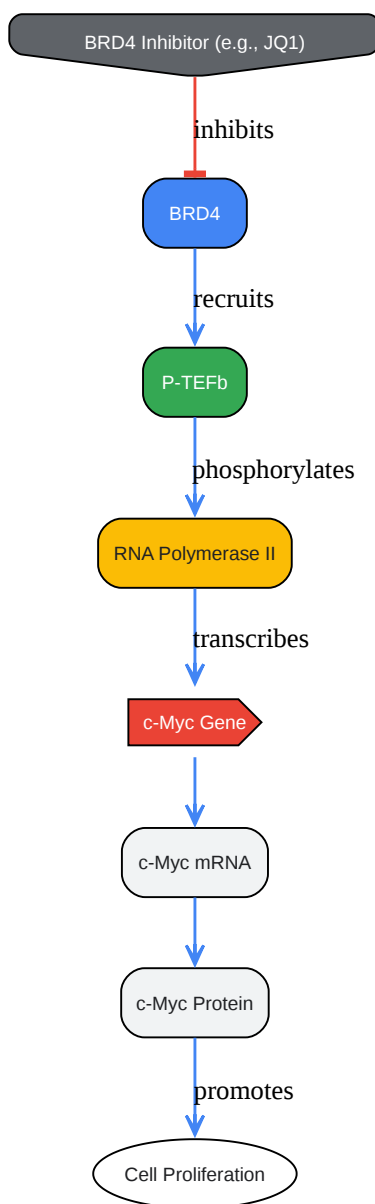 BRD4 Inhibitor (e.g., JQ1)
inhibits
BRD4
recruits
P-TEFb
phosphorylates
RNA Polymerase II
transcribes
c-Myc Gene
c-Myc mRNA
c-Myc Protein
promotes
Cell Proliferation